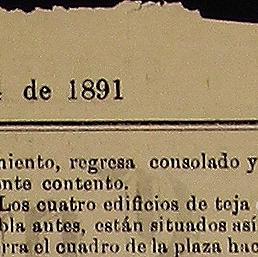 de 1891
miento, regresa consolado y
nte contento.
Los cuatro edificios de teja
bla antes, están situados así
rra el cuadro de la plaza hac